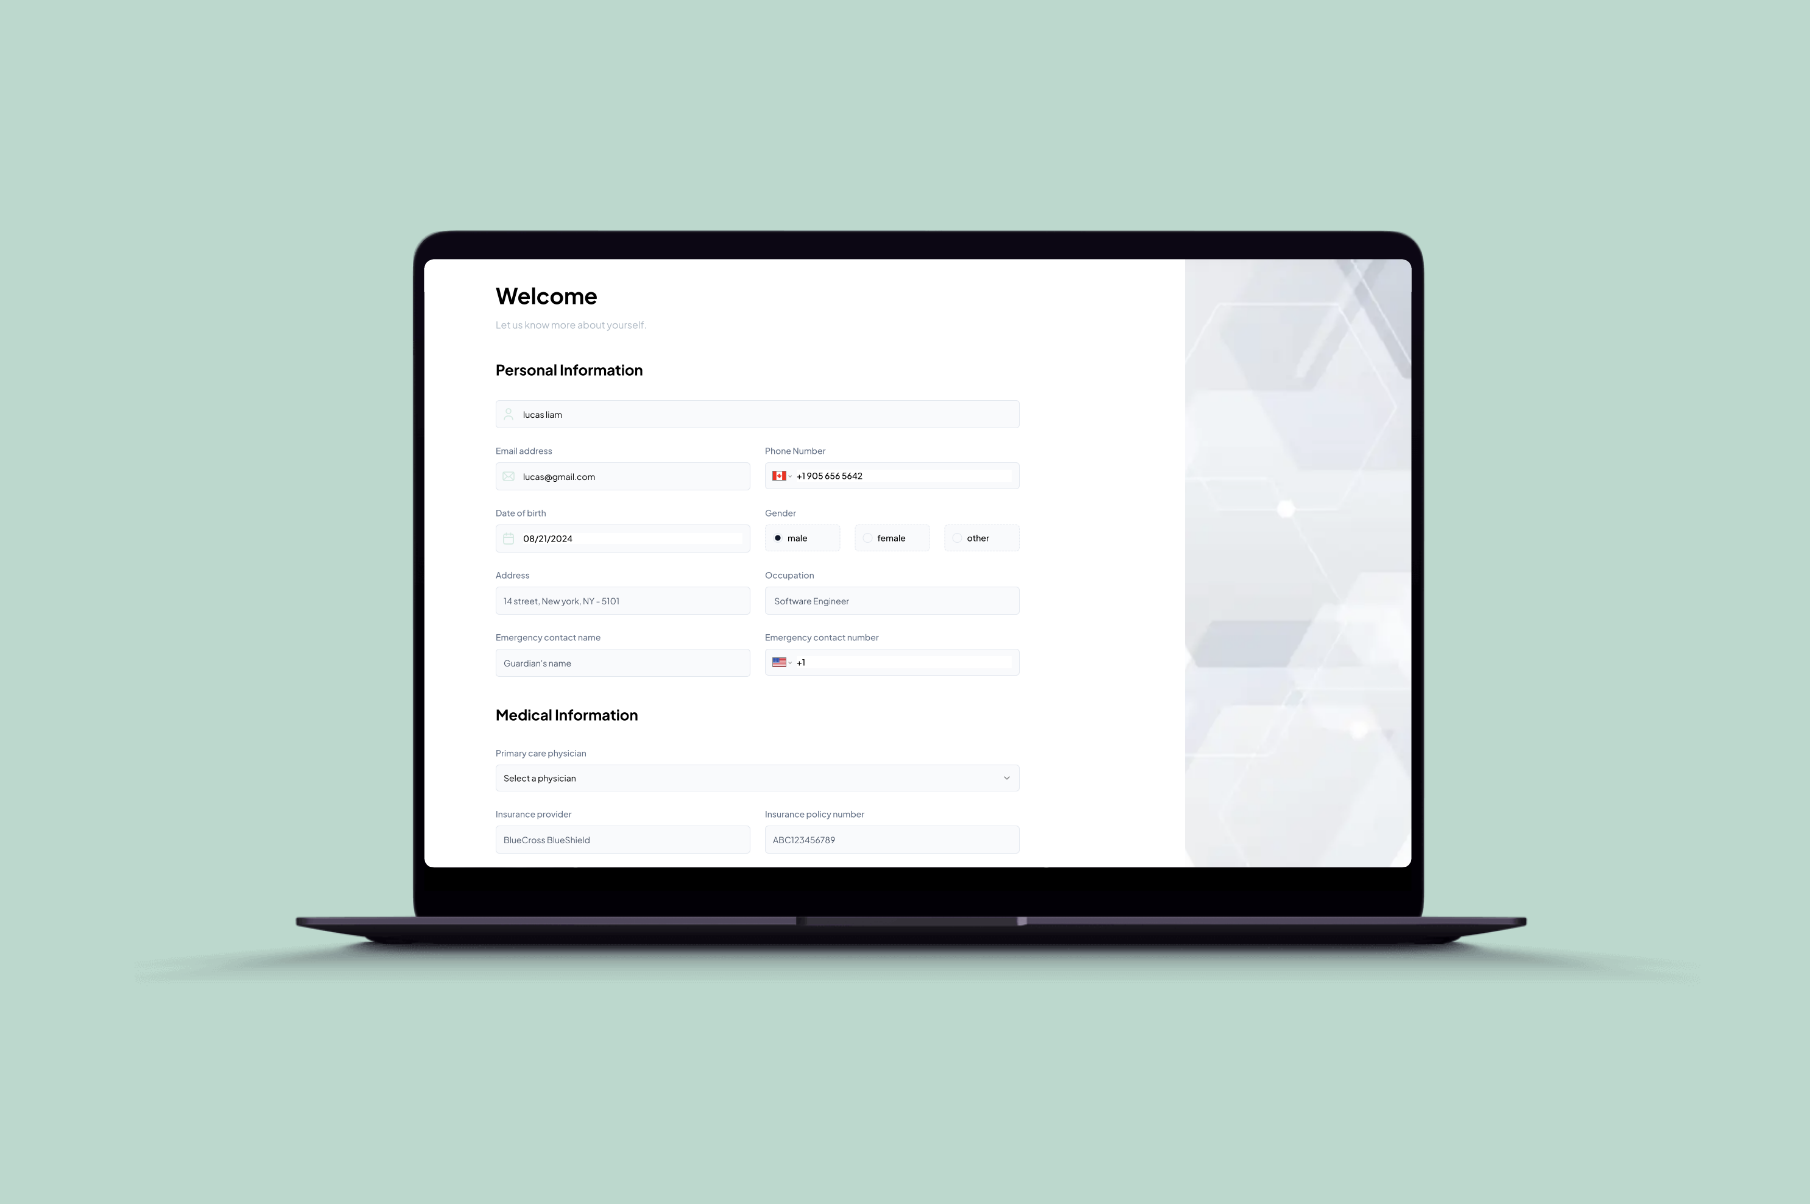 Welcome
Let us know more about yourself.
Personal Information
lucas liam
Email address
Phone Number
lucas@gmail.com
+1 905 656 5642
Date of birth
Gender
08/21/2024
male
female
other
Address
Occupation
14 street, New york, NY - 5101
Software Engineer
Emergency contact name
Emergency contact number
Guardian's name
+1
Medical Information
Primary care physician
Select a physician
Insurance provider
Insurance policy number
BlueCross BlueShield
ABC123456789